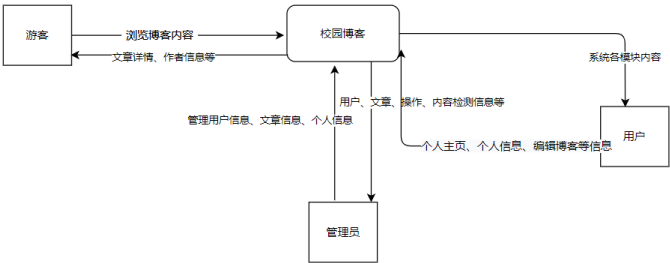 游客
浏览博客内容
校园博客
文章详情、作者信息等
系统各模块内容
用户、文章、操作、内容检测信息等
管理用户信息、文章信息、个人信息
用户
个人主页、个人信息、编辑博客等信息
管理员